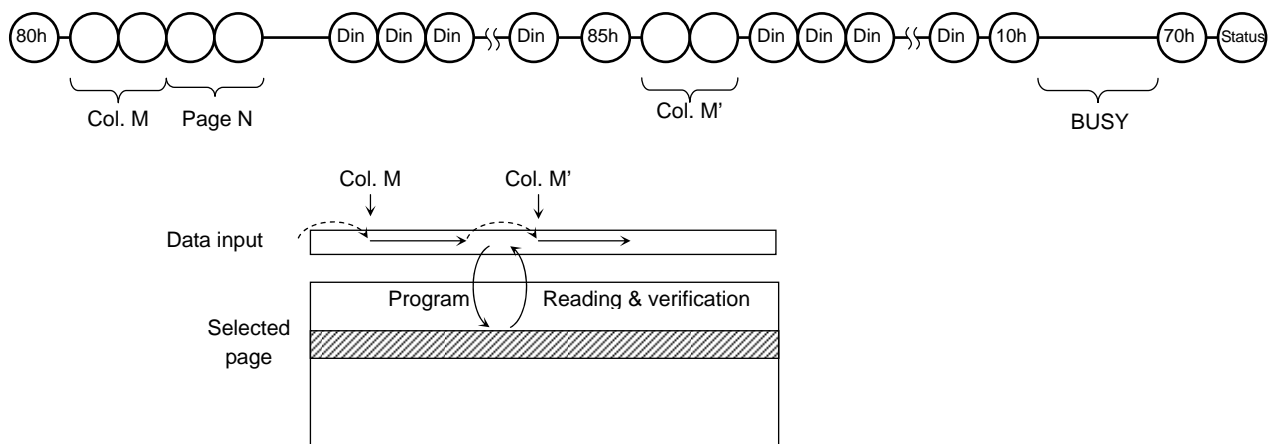 80h Din Din Din Din 85h Din Din Din Din 10h 70h Status
Col. M Page N Col. M' BUSY
Col. M Col. M'
Data input
Program Reading & verification
Selected
page